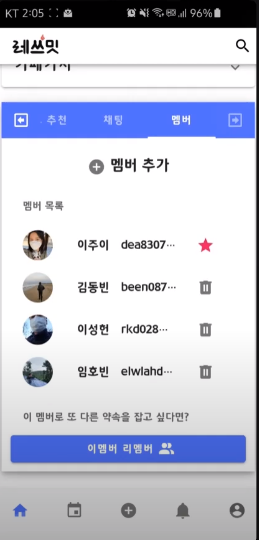 KT 2:05
96%
레쓰밋
추천 채팅 멤버
멤버 추가
멤버 목록
이주이 dea8307···
김동빈 been087···
이성헌 rkd028···
임호빈 elwlahd···
이 멤버로 또 다른 약속을 잡고 싶다면?
이멤버 리멤버